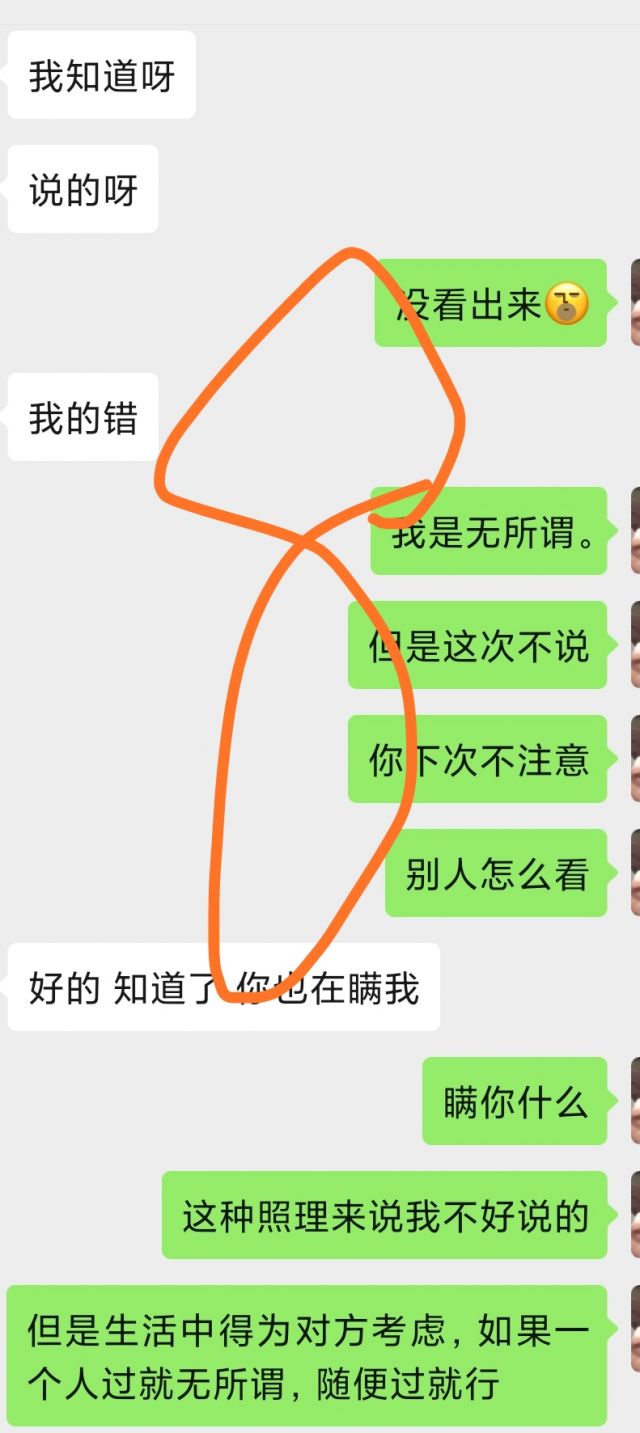 我知道呀
说的呀
没看出来
我的错
我是无所谓。
但是这次不说
你下次不注意
别人怎么看
好的 知道了 你也在瞒我
瞒你什么
这种照理来说我不好说的
但是生活中得为对方考虑，如果一
个人过就无所谓，随便过就行